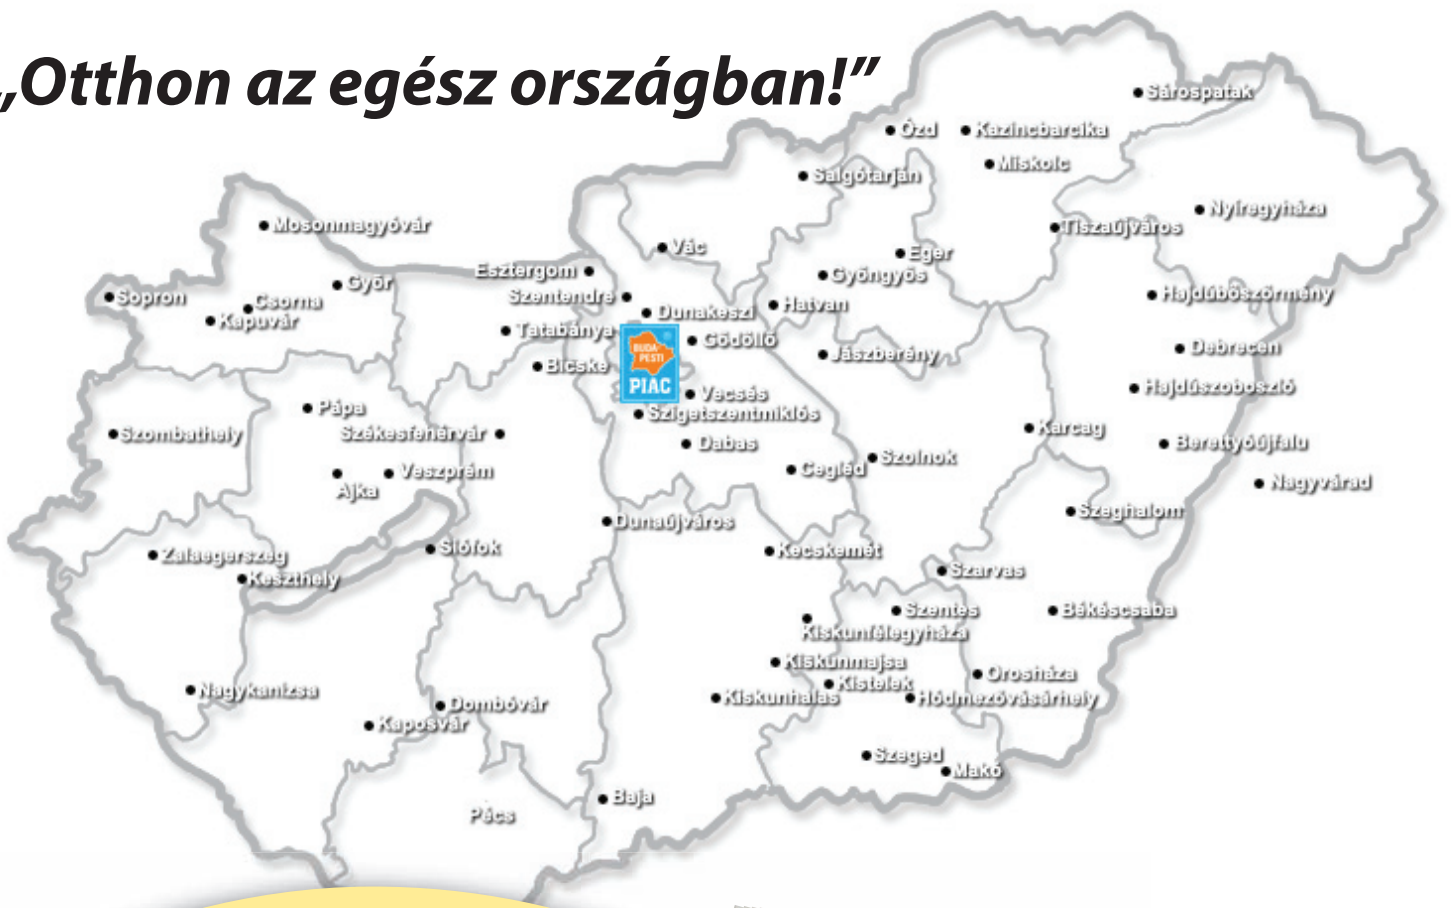 „Otthon az egész országban!”
Sárospatak
Ózd
Kazincbarcika
Miskolc
Salgótarján
Nyíregyháza
Mosonmagyóvár
Tiszaújváros
Vác
Eger
Esztergom
Gyöngyös
Győr
Sopron
Csorna
Szentendre
Hajdúböszörmény
Hatvan
Dunakeszi
Kapuvár
Tatabánya
Gödöllő
BUDA-
PESTI
PIAC
Debrecen
Jászberény
Bicske
Hajdúszoboszló
Vecsés
Pápa
Szigetszentmiklós
Szombathely
Székesfehérvár
Karcag
Dabas
Berettyóújfalu
Szolnok
Cegléd
Veszprém
Ajka
Nagyvárad
Szeghalom
Dunaújváros
Siófok
Kecskemét
Zalaegerszeg
Szarvas
Keszthely
Szentes
Békéscsaba
Kiskunfélegyháza
Kiskunmajsa
Orosháza
Kistelek
Nagykanizsa
Kiskunhalas
Hódmezővásárhely
Dombóvár
Kaposvár
Szeged
Makó
Baja
Pécs